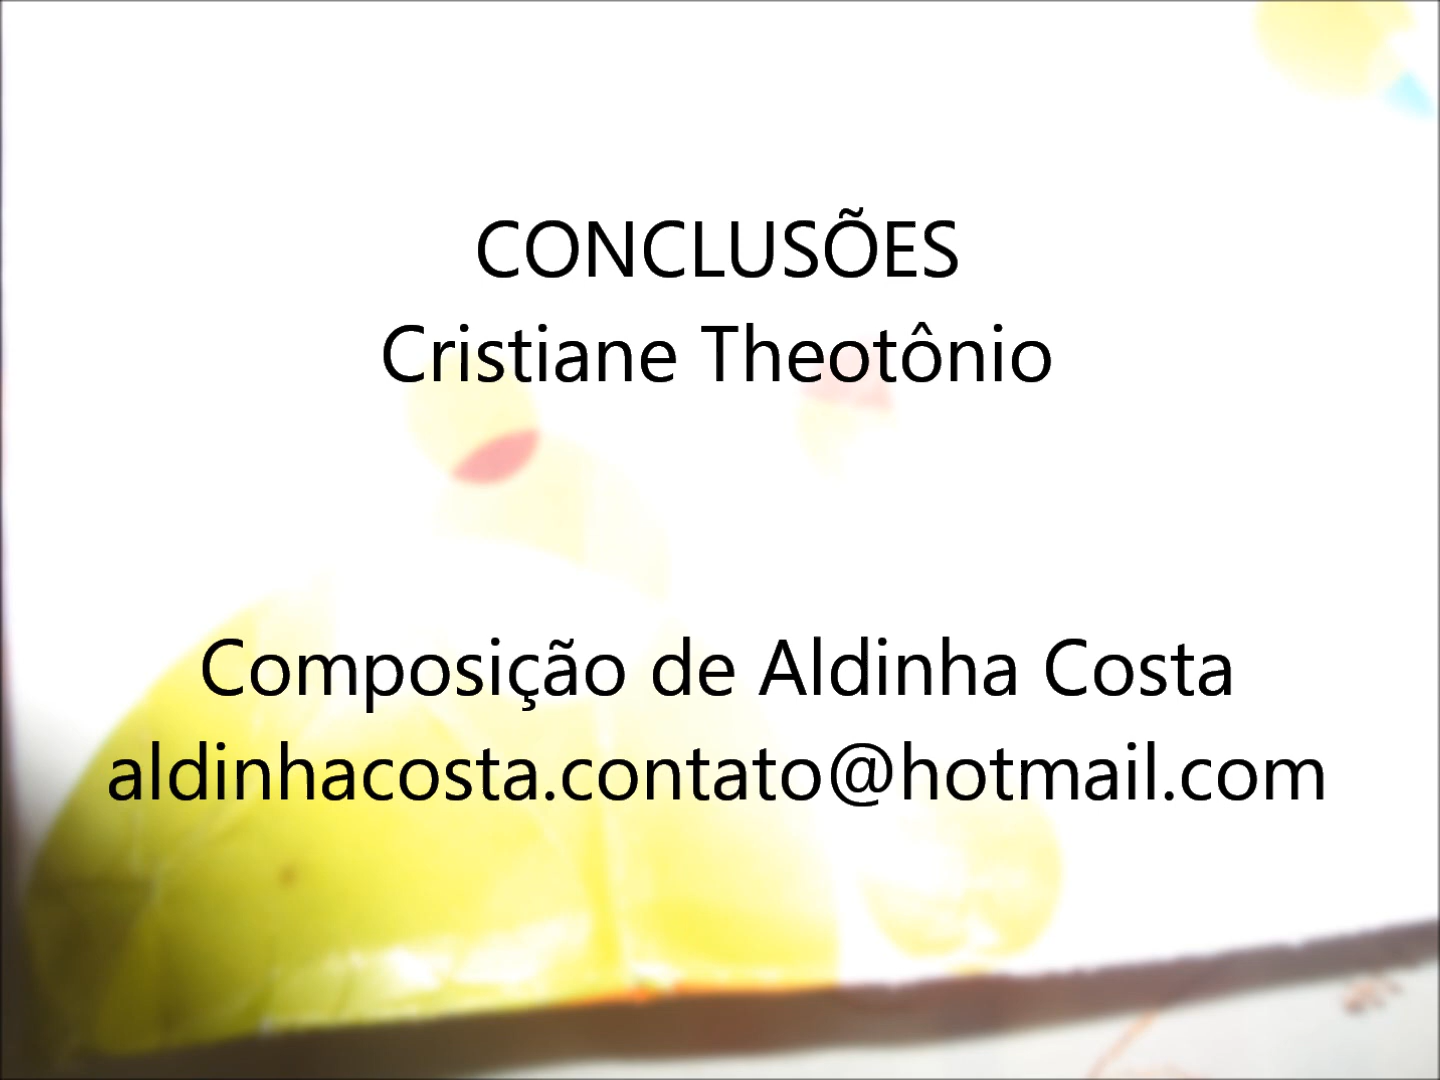 CONCLUSÕES
Cristiane Theotônio
Composição de Aldinha Costa
aldinhacosta.contato@hotmail.com